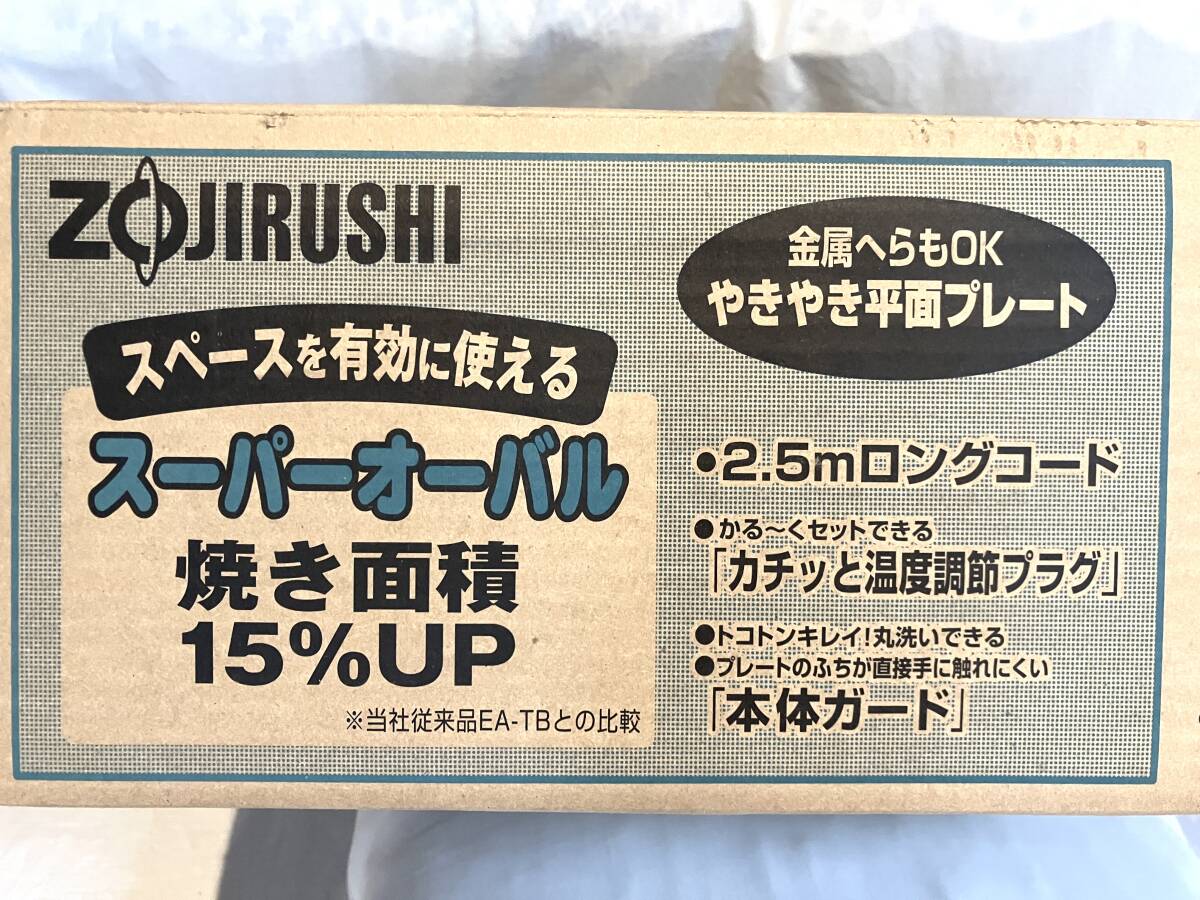 ZOJIRUSHI
スペースを有効に使える
スーパーオーバル
焼き面積
15%UP
※当社従来品EA-TBとの比較
金属へらもOK
やきやき平面プレート
•2.5mロングコード
●かる〜くセットできる
「カチッと温度調節プラグ」
●トコトンキレイ!丸洗いできる
●プレートのふちが直接手に触れにくい
「本体ガード」